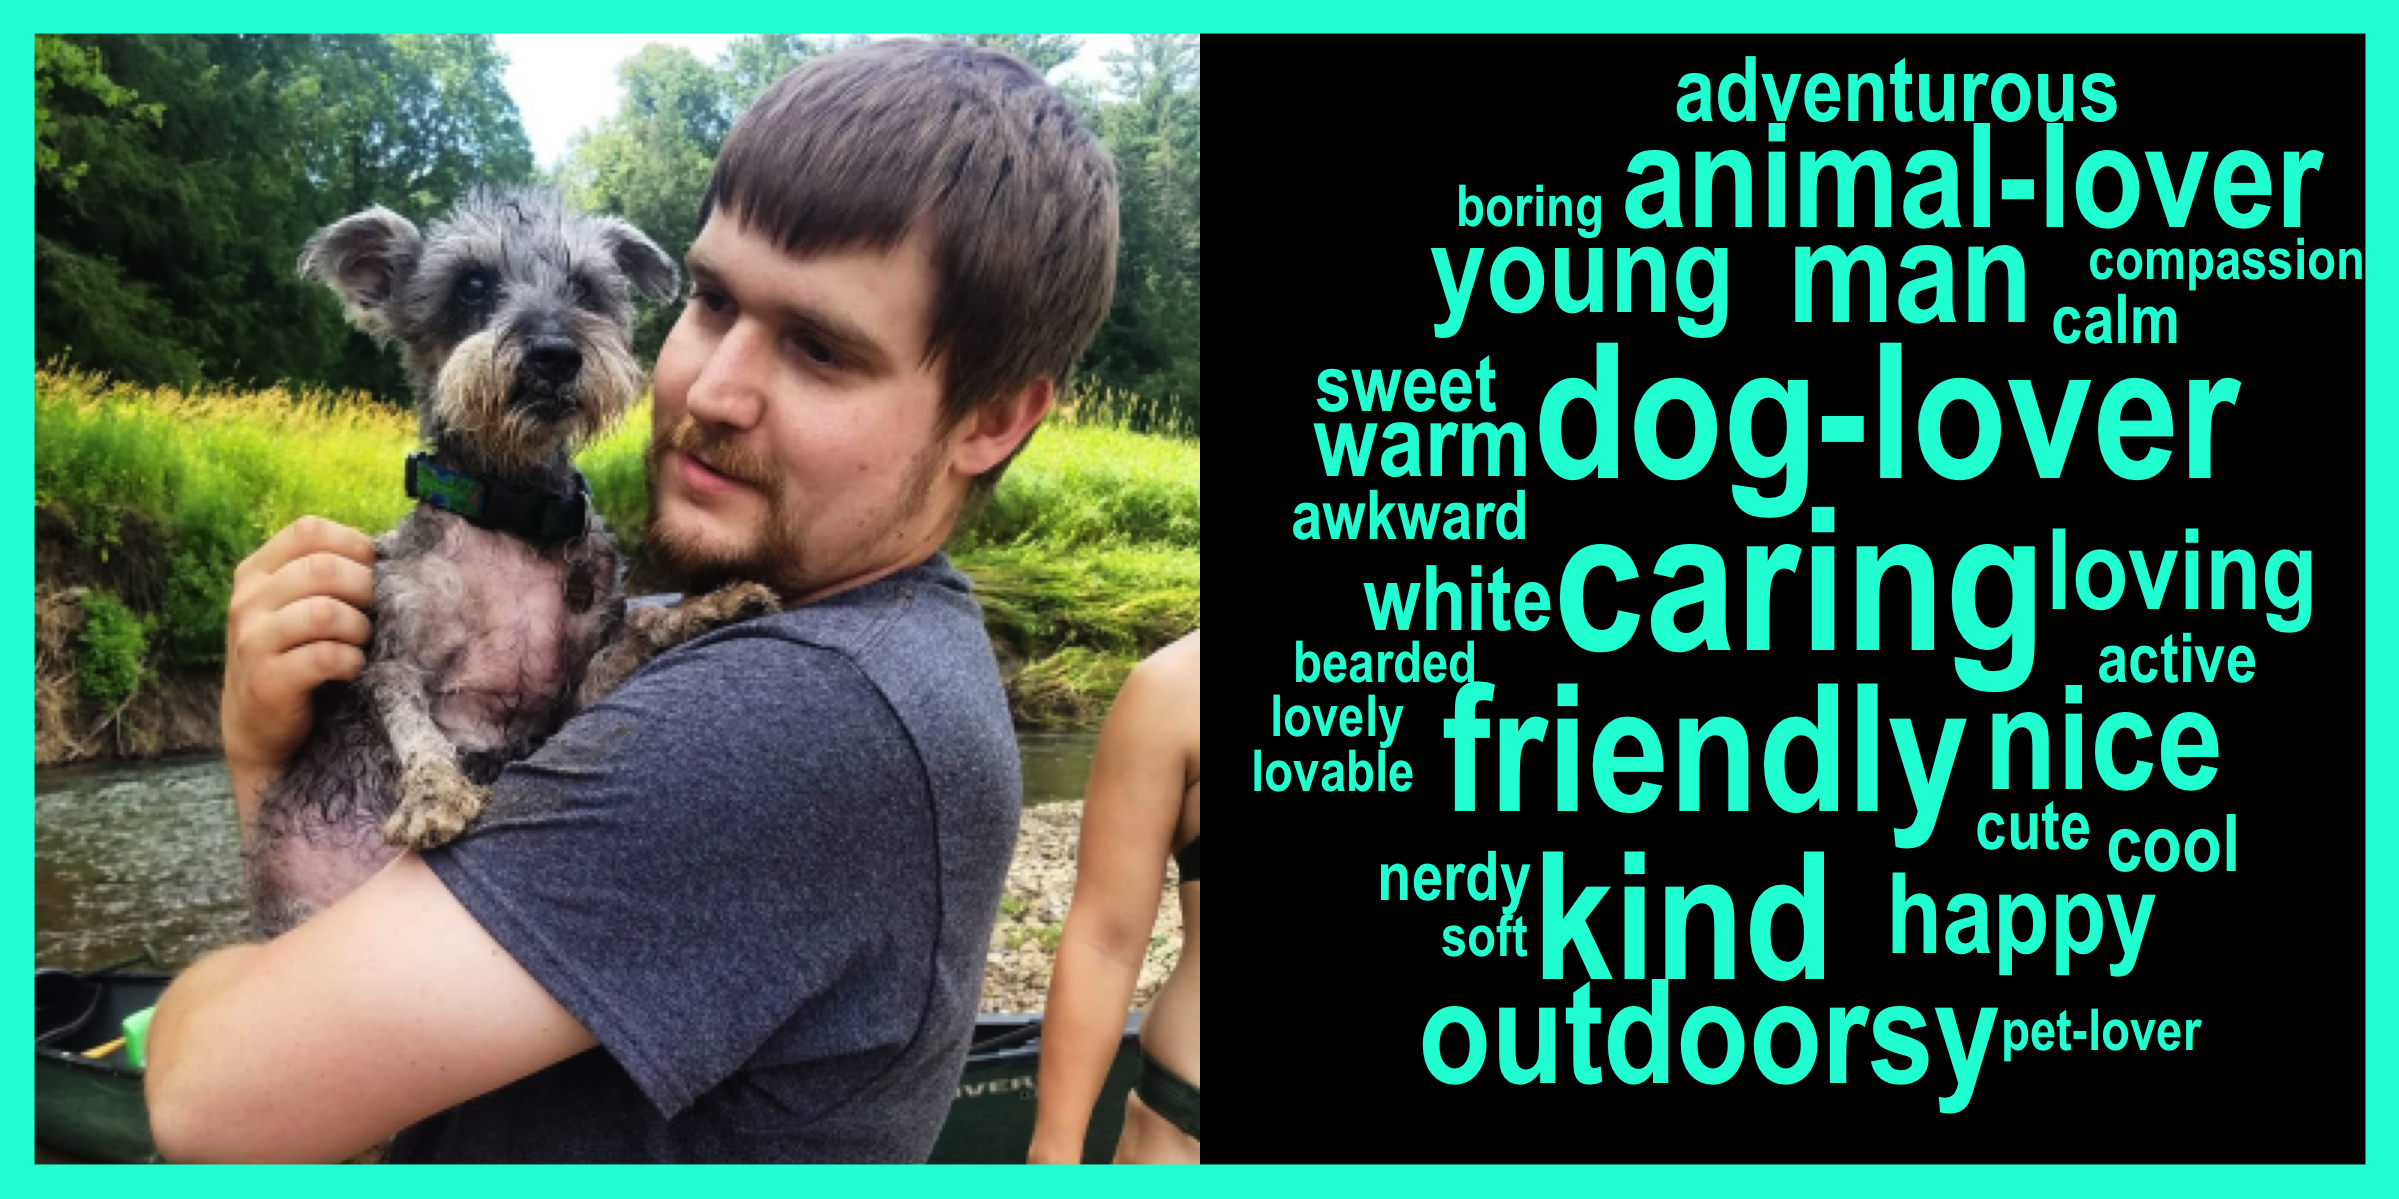 adventurous
boring animal-lover
young man compassion
calm
sweet
warm dog-lover
awkward
caring loving
white
bearded active
lovely friendly nice
lovable
cute cool
nerdy kind happy
soft
outdoorsy pet-lover